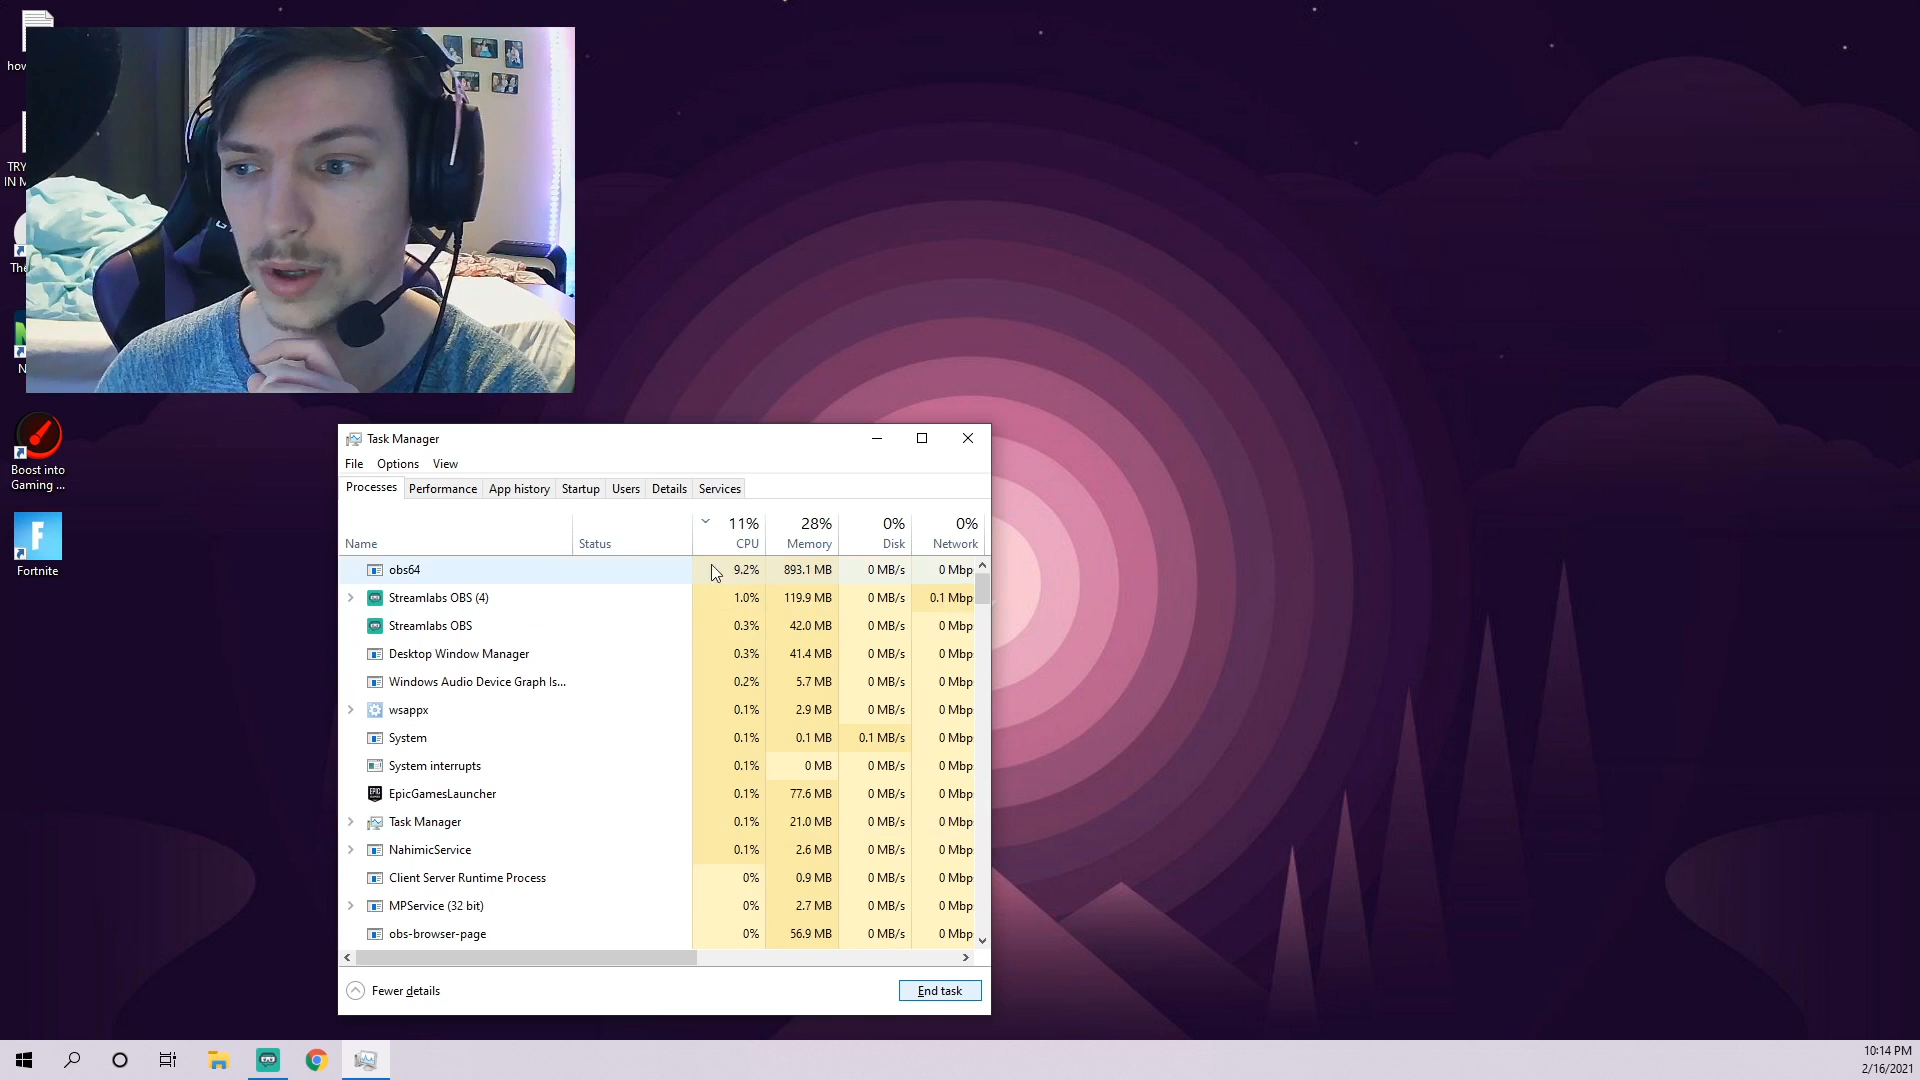 how
TRY
IN M
The
N
Boost into
Gaming ...
Fortnite
Task Manager
File Options View
Processes Performance App history Startup Users Details Services
11% 28% 0% 0%
Name Status CPU Memory Disk Network
obs64 9.2% 893.1 MB 0 MB/s 0 Mbp
Streamlabs OBS (4) 1.0% 119.9 MB 0 MB/s 0.1 Mbp
Streamlabs OBS 0.3% 42.0 MB 0 MB/s 0 Mbp
Desktop Window Manager 0.3% 41.4 MB 0 MB/s 0 Mbp
Windows Audio Device Graph Is... 0.2% 5.7 MB 0 MB/s 0 Mbp
wsappx 0.1% 2.9 MB 0 MB/s 0 Mbp
System 0.1% 0.1 MB 0.1 MB/s 0 Mbp
System interrupts 0.1% 0 MB 0 MB/s 0 Mbp
EPIC EpicGamesLauncher 0.1% 77.6 MB 0 MB/s 0 Mbp
Task Manager 0.1% 21.0 MB 0 MB/s 0 Mbp
NahimicService 0.1% 2.6 MB 0 MB/s 0 Mbp
Client Server Runtime Process 0% 0.9 MB 0 MB/s 0 Mbp
MPService (32 bit) 0% 2.7 MB 0 MB/s 0 Mbp
obs-browser-page 0% 56.9 MB 0 MB/s 0 Mbp
Fewer details End task
10:14 PM
2/16/2021